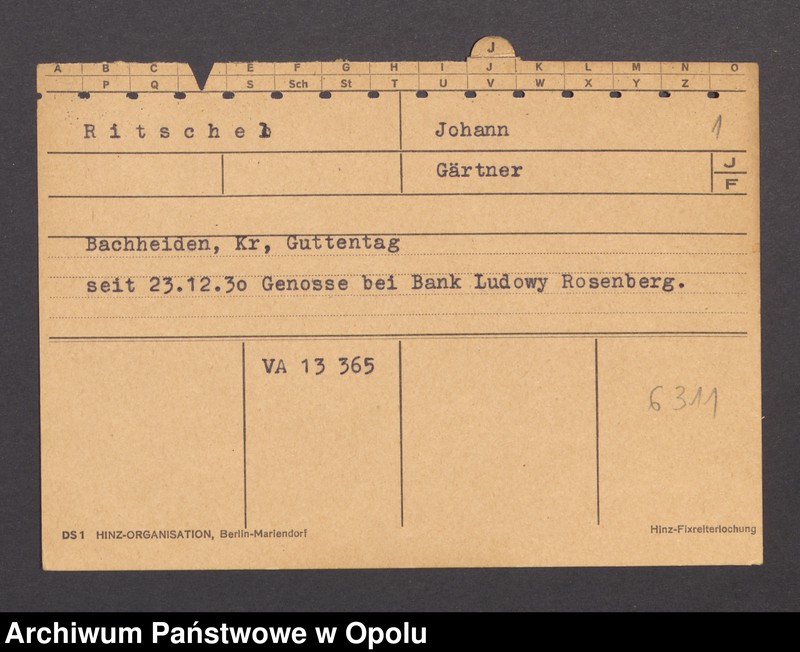 J
A B C E F G H I J K L M N O
P Q S Sch St T U V W X Y Z
Ritschel Johann 1
Gärtner J
F
Bachheiden, Kr, Guttentag
seit 23.12.3o Genosse bei Bank Ludowy Rosenberg.
VA 13 365
6311
DS1 HINZ-ORGANISATION, Berlin-Mariendorf Hinz-Fixreiterlochung
Archiwum Państwowe w Opolu